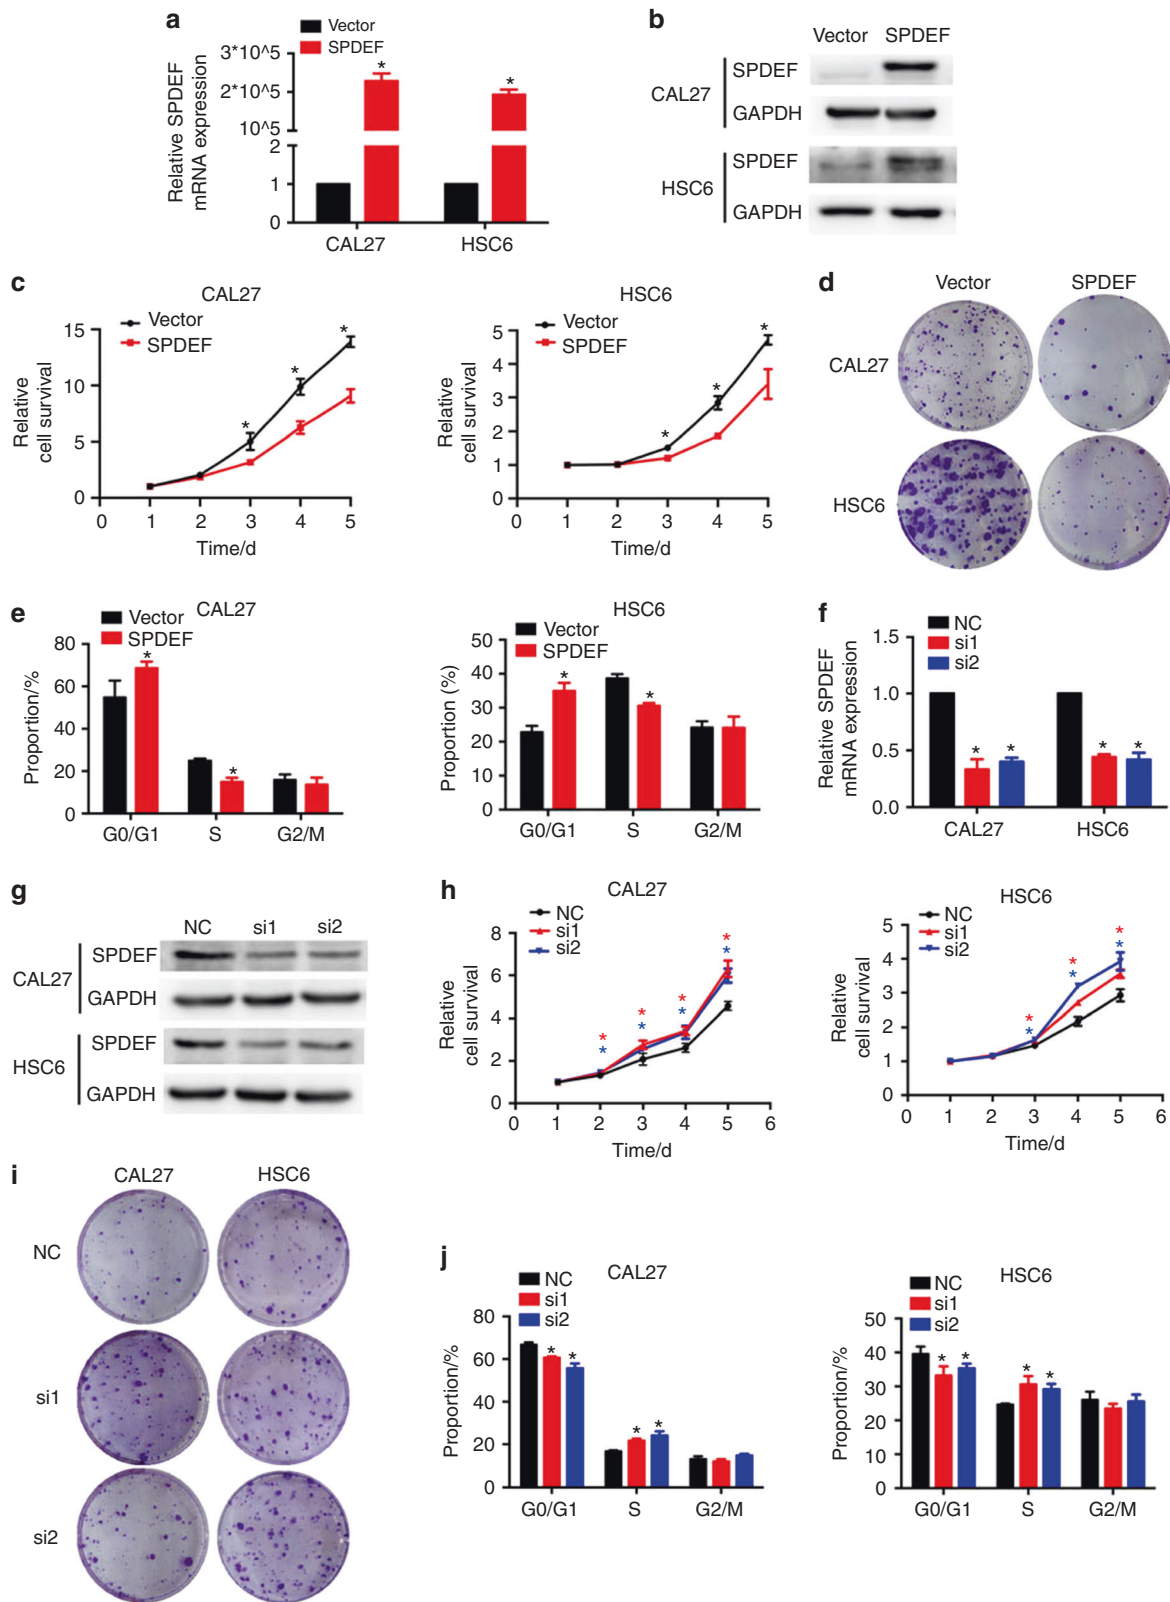 a
Vector
SPDEF
Relative SPDEF
mRNA expression
3*10^5
2*10^5
10^5
2
1
0
* *
CAL27 HSC6
b
Vector SPDEF
CAL27
SPDEF
GAPDH
HSC6
SPDEF
GAPDH
c
CAL27
Vector
SPDEF
Relative
cell survival
15
10
5
0
* * *
0 1 2 3 4 5
Time/d
HSC6
Vector
SPDEF
Relative
cell survival
5
4
3
2
1
0
* * *
0 1 2 3 4 5
Time/d
d
Vector SPDEF
CAL27
HSC6
e
CAL27
Vector
SPDEF
Proportion/%
80
60
40
20
0
* *
G0/G1 S G2/M
HSC6
Vector
SPDEF
Proportion (%)
50
40
30
20
10
0
* *
G0/G1 S G2/M
f
NC
si1
si2
Relative SPDEF
mRNA expression
1.5
1.0
0.5
0.0
* * * *
CAL27 HSC6
g
NC si1 si2
CAL27
SPDEF
GAPDH
HSC6
SPDEF
GAPDH
h
CAL27
NC
si1
si2
Relative
cell survival
8
6
4
2
0
* * * *
* * * *
0 1 2 3 4 5 6
Time/d
HSC6
NC
si1
si2
Relative
cell survival
5
4
3
2
1
0
* * *
* * *
0 1 2 3 4 5 6
Time/d
i
CAL27 HSC6
NC
si1
si2
j
CAL27
NC
si1
si2
Proportion/%
80
60
40
20
0
* * * *
G0/G1 S G2/M
HSC6
NC
si1
si2
Proportion/%
50
40
30
20
10
0
* * * *
G0/G1 S G2/M